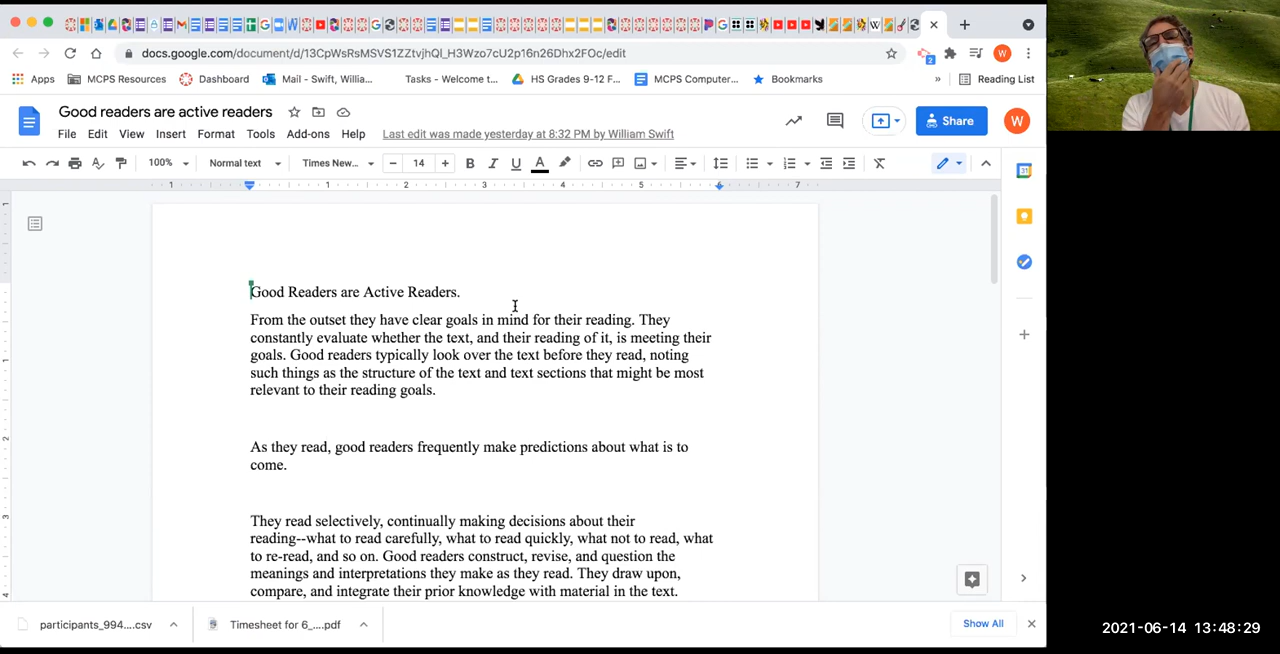 docs.google.com/document/d/13CpWsRsMSVS1ZZtvjhQl_H3Wzo7cU2p16n26Dhx2FOc/edit
W
2
Apps
MCPS Resources
Dashboard
Mail - Swift, Willia...
Tasks - Welcome t...
HS Grades 9-12 F...
MCPS Computer...
Bookmarks
»
Reading List
Good readers are active readers
File Edit View Insert Format Tools Add-ons Help
Last edit was made yesterday at 8:32 PM by William Swift
Share
W
100% Normal text Times New... − 14 + B I U A
1 1 2 3 4 5 6 7
Good Readers are Active Readers.
From the outset they have clear goals in mind for their reading. They
constantly evaluate whether the text, and their reading of it, is meeting their
goals. Good readers typically look over the text before they read, noting
such things as the structure of the text and text sections that might be most
relevant to their reading goals.
As they read, good readers frequently make predictions about what is to
come.
They read selectively, continually making decisions about their
reading--what to read carefully, what to read quickly, what not to read, what
to re-read, and so on. Good readers construct, revise, and question the
meanings and interpretations they make as they read. They draw upon,
compare, and integrate their prior knowledge with material in the text.
participants_994....csv
Timesheet for 6_....pdf
Show All
2021-06-14 13:48:29